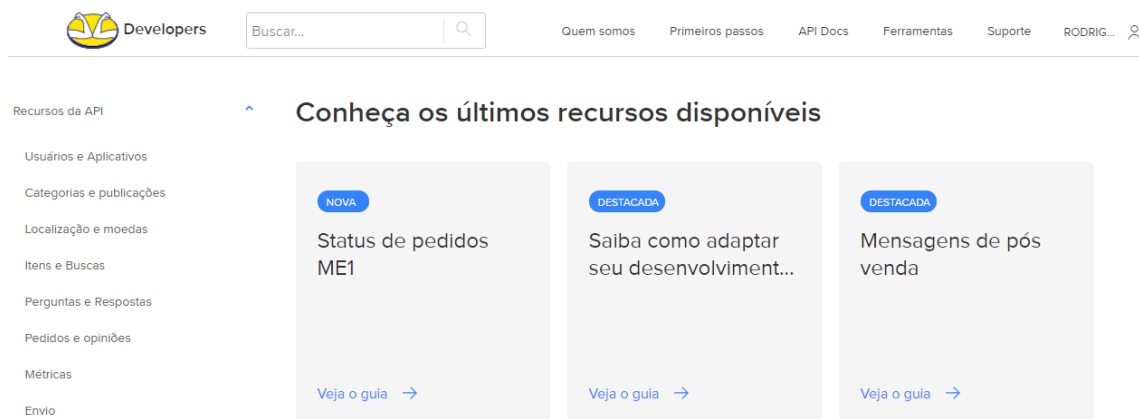 Developers
Buscar...
Quem somos
Primeiros passos
API Docs
Ferramentas
Suporte
RODRIG...
Recursos da API
Usuários e Aplicativos
Categorias e publicações
Localização e moedas
Itens e Buscas
Perguntas e Respostas
Pedidos e opiniões
Métricas
Envio
Conheça os últimos recursos disponíveis
NOVA
Status de pedidos
ME1
Veja o guia
DESTACADA
Saiba como adaptar
seu desenvolviment...
Veja o guia
DESTACADA
Mensagens de pós
venda
Veja o guia